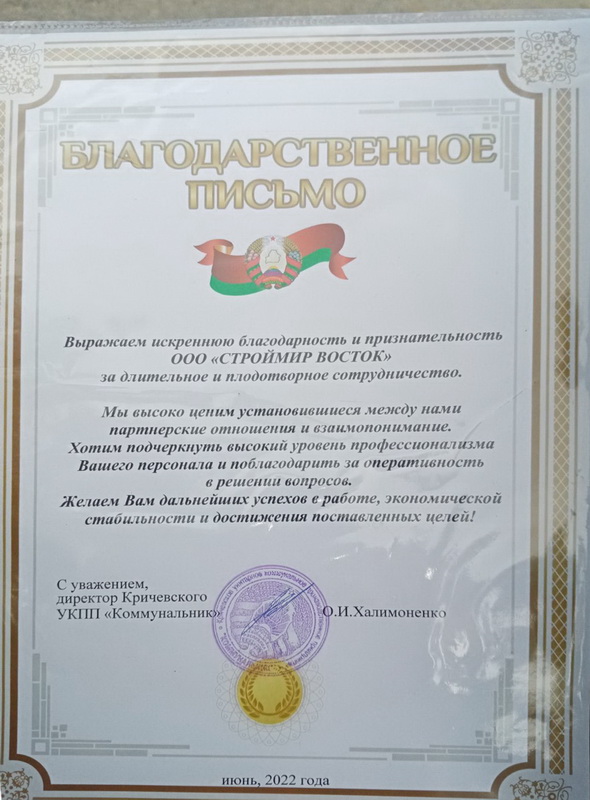 БЛАГОДАРСТВЕННОЕ
ПИСЬМО
Выражаем искреннюю благодарность и признательность
ООО «СТРОЙМИР ВОСТОК»
за длительное и плодотворное сотрудничество.
Мы высоко ценим установившиеся между нами
партнерские отношения и взаимопонимание.
Хотим подчеркнуть высокий уровень профессионализма
Вашего персонала и поблагодарить за оперативность
в решении вопросов.
Желаем Вам дальнейших успехов в работе, экономической
стабильности и достижения поставленных целей!
С уважением,
директор Кричевского
УКПП «Коммунальник»
О.И.Халимоненко
июнь, 2022 года